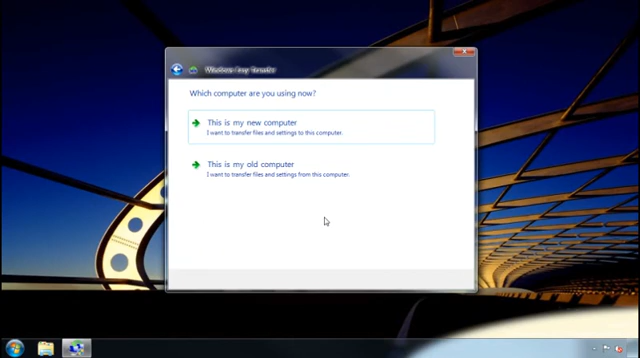 Windows Easy Transfer
Which computer are you using now?
This is my new computer
I want to transfer files and settings to this computer.
This is my old computer
I want to transfer files and settings from this computer.